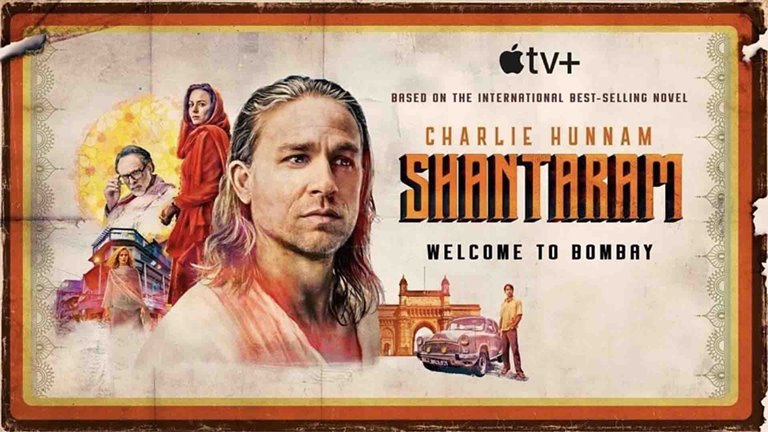 tv+
BASED ON THE INTERNATIONAL BEST-SELLING NOVEL
CHARLIE HUNNAM
SHANTARAM
WELCOME TO BOMBAY